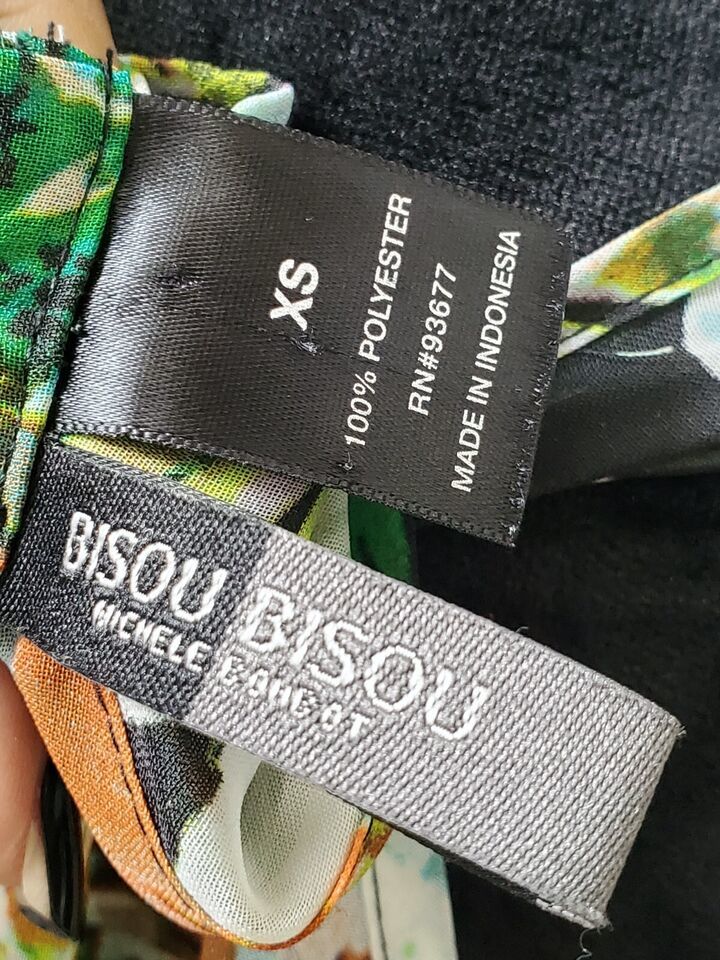 XS
100% POLYESTER
RN#93677
MADE IN INDONESIA
BISOU BISOU
MICHELE BOHBOT